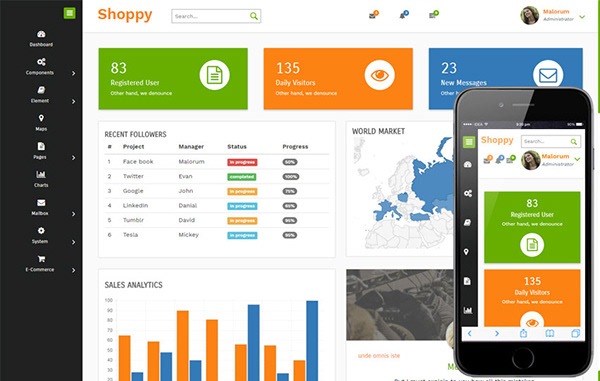 Shoppy
Search...
Malorum
Administrator
Dashboard
Components
Element
Maps
Pages
Charts
Mailbox
System
E-Commerce
83
Registered User
Other hand, we denounce
135
Daily Visitors
Other hand, we denounce
23
New Messages
Other hand, we denounce
RECENT FOLLOWERS
# Project Manager Status Progress
1 Face book Malorum in progress 50%
2 Twitter Evan completed 100%
3 Google John in progress 75%
4 LinkedIn Danial in progress 65%
5 Tumblr David in progress 95%
6 Tesla Mickey in progress 95%
WORLD MARKET
SALES ANALYTICS
100
90
80
70
60
50
40
30
unde omnis iste
Shoppy
Search...
Malorum
Administrator
83
Registered User
Other hand, we denounce
135
Daily Visitors
Other hand, we denounce